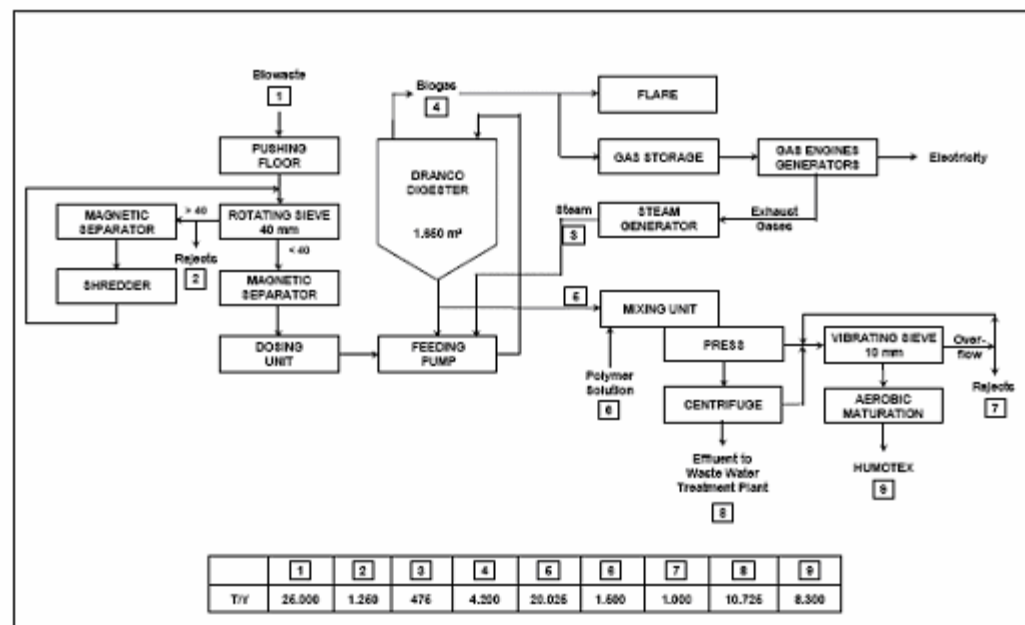 Biowaste
1
PUSHING
FLOOR
ROTATING SIEVE
40 mm
> 40
< 40
MAGNETIC
SEPARATOR
Rejects
2
SHREDDER
MAGNETIC
SEPARATOR
DOSING
UNIT
FEEDING
PUMP
Biogas
4
DRANCO
DIGESTER
1.650 m³
FLARE
GAS STORAGE
GAS ENGINES
GENERATORS
Electricity
Exhaust
Gases
STEAM
GENERATOR
Steam
3
5
MIXING UNIT
PRESS
Polymer
Solution
6
CENTRIFUGE
Effluent to
Waste Water
Treatment Plant
8
VIBRATING SIEVE
10 mm
Over-
flow
Rejects
7
AEROBIC
MATURATION
HUMOTEX
9
1 2 3 4 5 6 7 8 9
T/Y 25.000 1.250 475 4.200 20.025 1.500 1.000 10.725 8.300